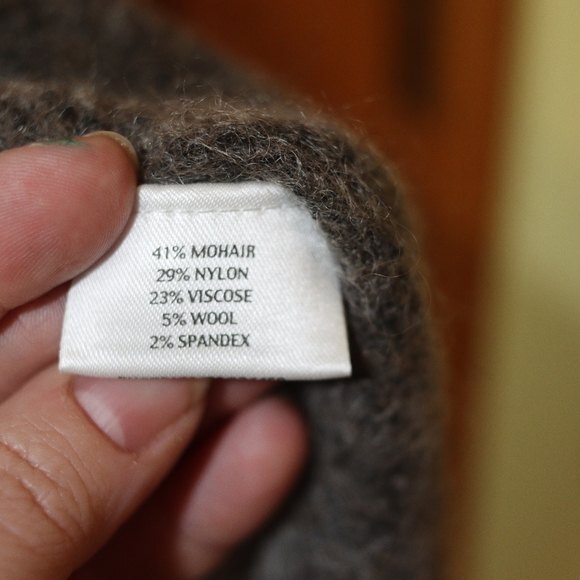 41% MOHAIR
29% NYLON
23% VISCOSE
5% WOOL
2% SPANDEX